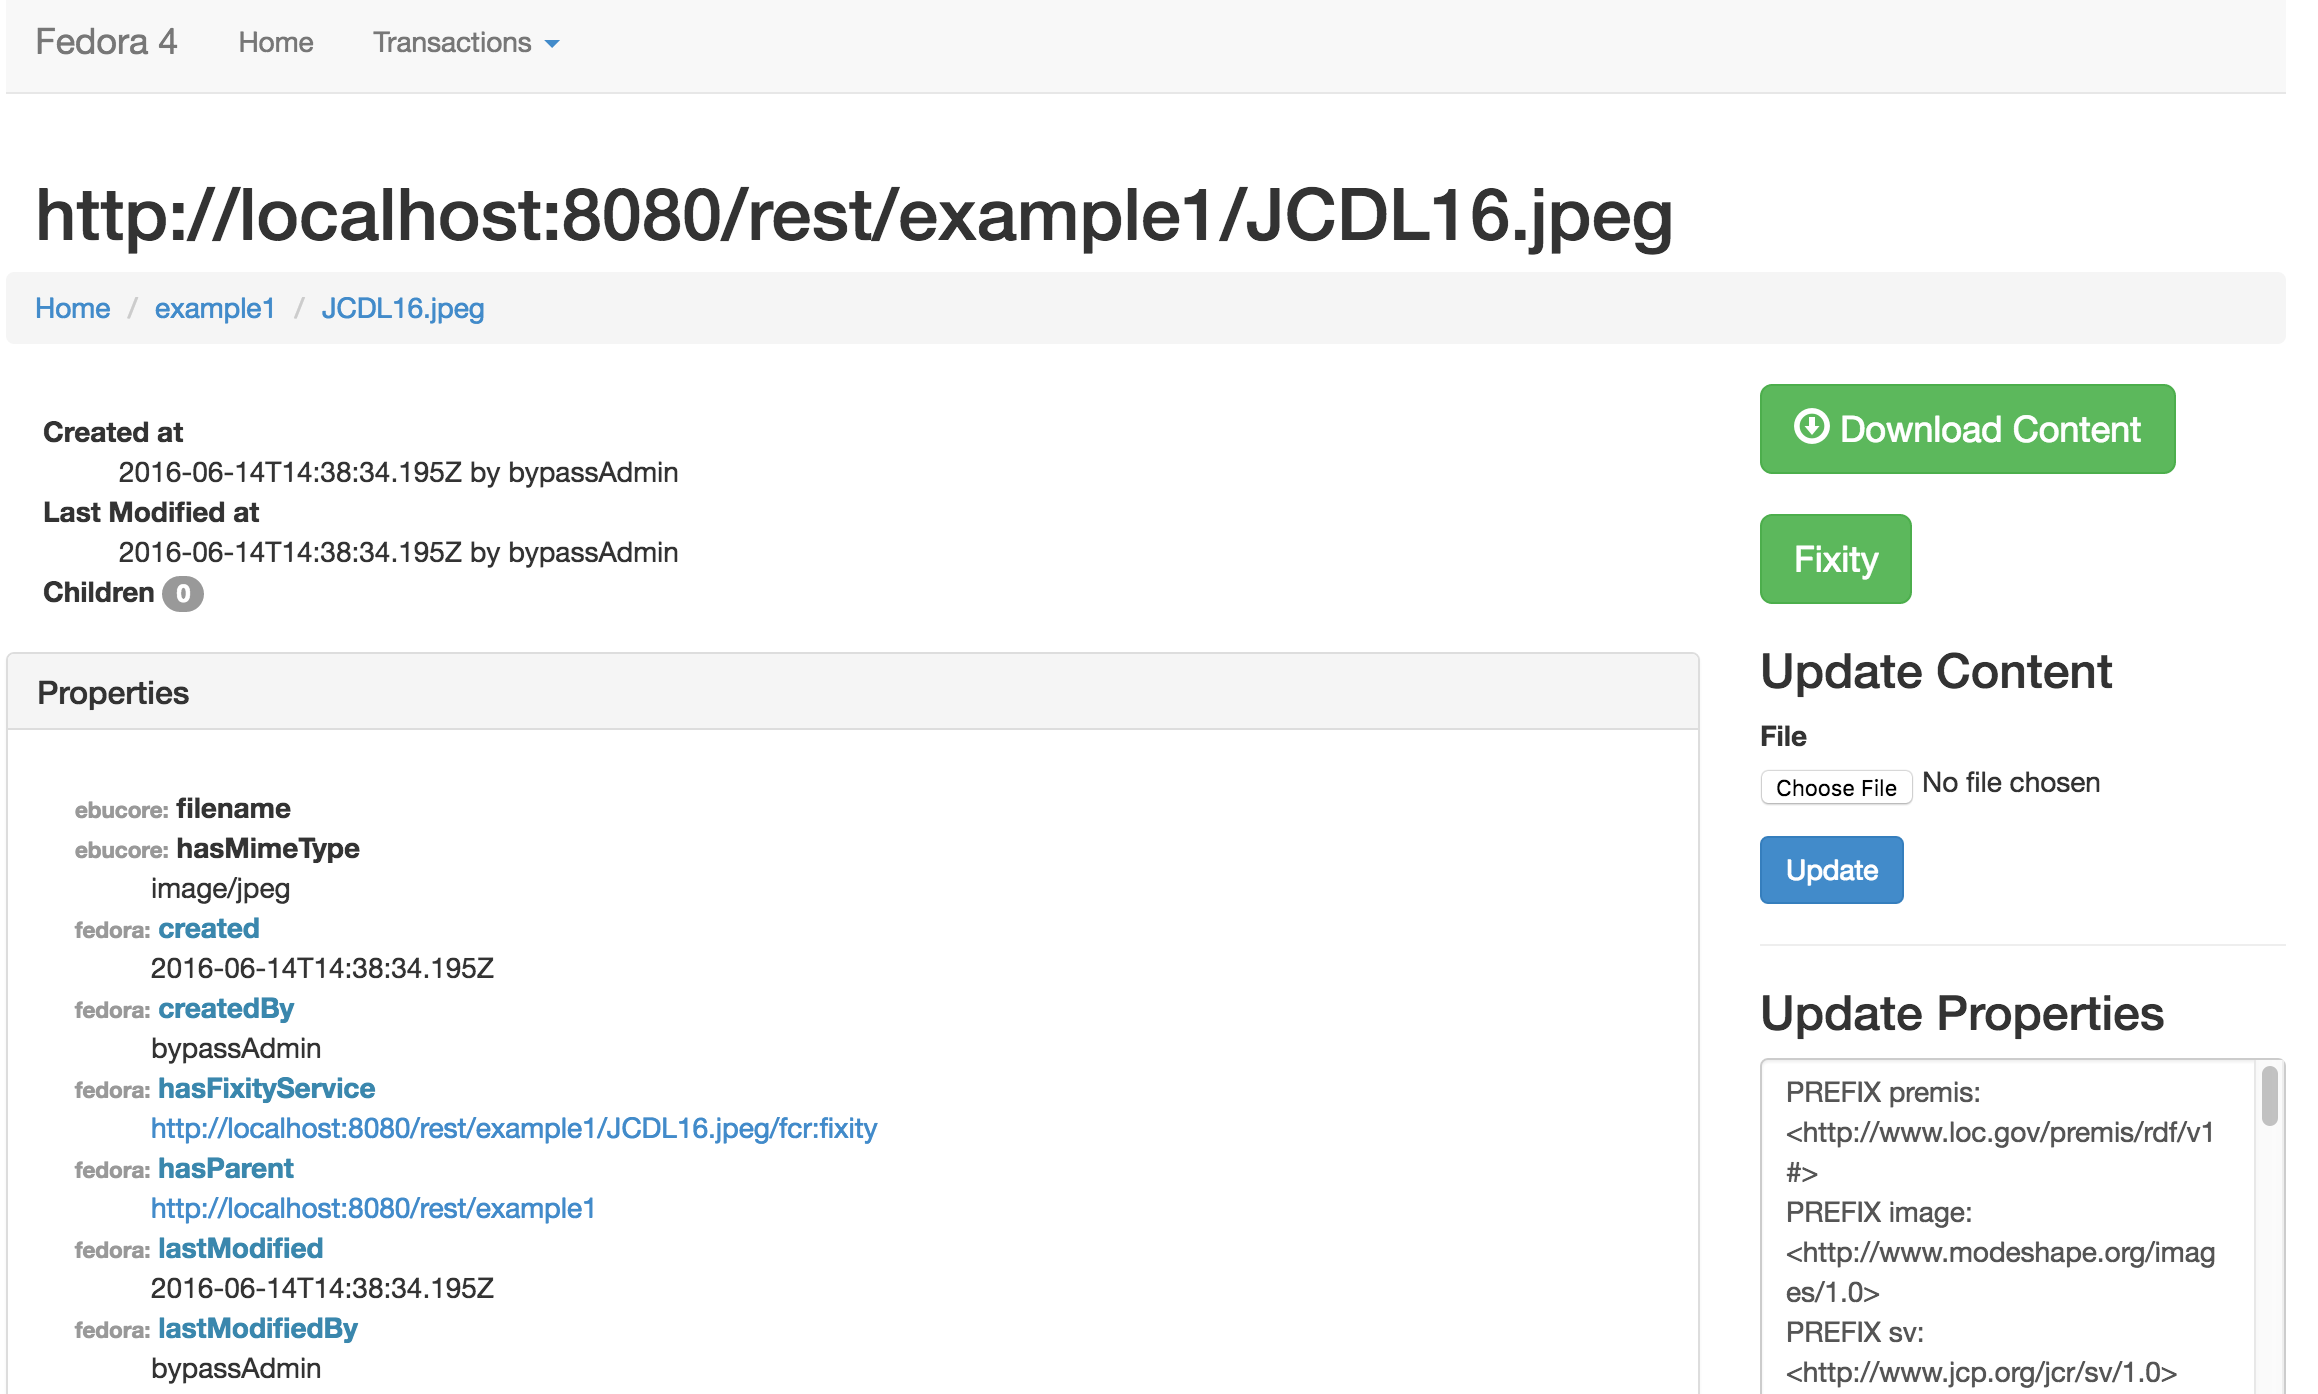 Fedora 4 Home Transactions
http://localhost:8080/rest/example1/JCDL16.jpeg
Home / example1 / JCDL16.jpeg
Created at
2016-06-14T14:38:34.195Z by bypassAdmin
Last Modified at
2016-06-14T14:38:34.195Z by bypassAdmin
Children 0
Properties
ebucore: filename
ebucore: hasMimeType
image/jpeg
fedora: created
2016-06-14T14:38:34.195Z
fedora: createdBy
bypassAdmin
fedora: hasFixityService
http://localhost:8080/rest/example1/JCDL16.jpeg/fcr:fixity
fedora: hasParent
http://localhost:8080/rest/example1
fedora: lastModified
2016-06-14T14:38:34.195Z
fedora: lastModifiedBy
bypassAdmin
Download Content
Fixity
Update Content
File
Choose File No file chosen
Update
Update Properties
PREFIX premis:
<http://www.loc.gov/premis/rdf/v1
#>
PREFIX image:
<http://www.modeshape.org/imag
es/1.0>
PREFIX sv:
<http://www.jcp.org/jcr/sv/1.0>